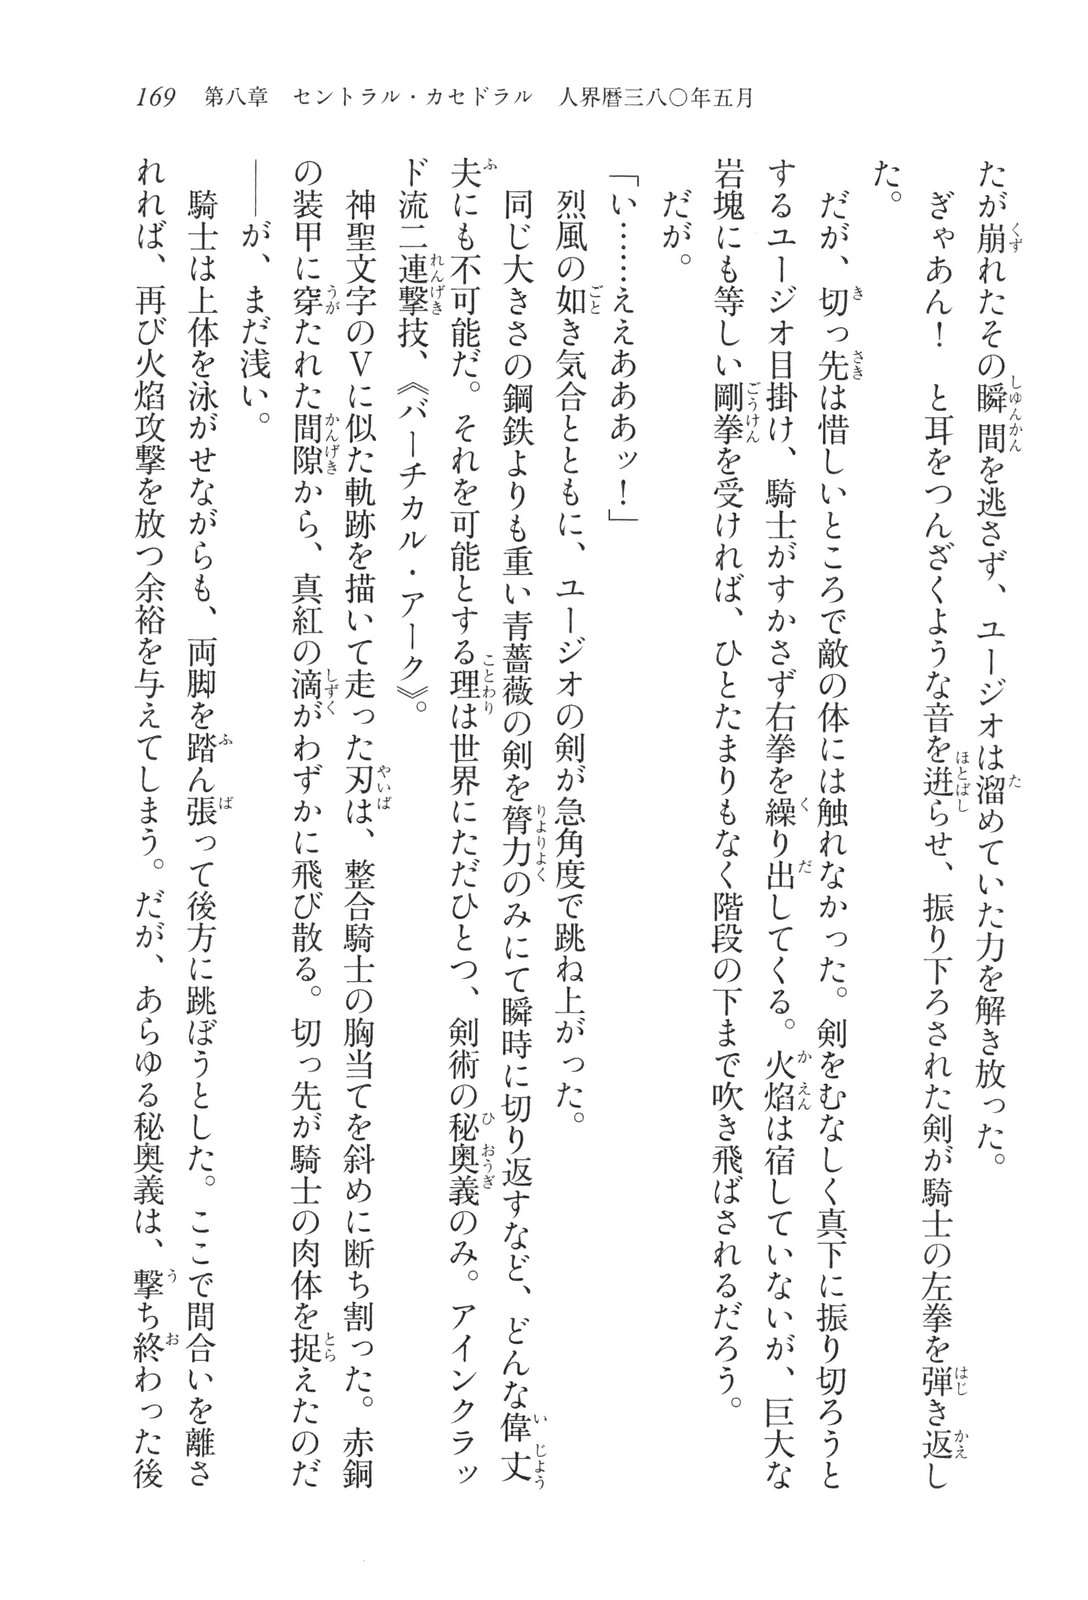 169　第八章　セントラル・カセドラル　人界暦三八〇年五月
たが崩れたその瞬間を逃さず、ユージオは溜めていた力を解き放った。
　ぎゃあん！　と耳をつんざくような音を迸らせ、振り下ろされた剣が騎士の左拳を弾き返し
た。
　だが、切っ先は惜しいところで敵の体には触れなかった。剣をむなしく真下に振り切ろうと
するユージオ目掛け、騎士がすかさず右拳を繰り出してくる。火焰は宿していないが、巨大な
岩塊にも等しい剛拳を受ければ、ひとたまりもなく階段の下まで吹き飛ばされるだろう。
　だが。
「い……ええあああッ！」
　烈風の如き気合とともに、ユージオの剣が急角度で跳ね上がった。
　同じ大きさの鋼鉄よりも重い青薔薇の剣を膂力のみにて瞬時に切り返すなど、どんな偉丈
夫にも不可能だ。それを可能とする理は世界にただひとつ、剣術の秘奥義のみ。アインクラッ
ド流二連撃技、《バーチカル・アーク》。
　神聖文字のVに似た軌跡を描いて走った刃は、整合騎士の胸当てを斜めに断ち割った。赤銅
の装甲に穿たれた間隙から、真紅の滴がわずかに飛び散る。切っ先が騎士の肉体を捉えたのだ
――が、まだ浅い。
　騎士は上体を泳がせながらも、両脚を踏ん張って後方に跳ぼうとした。ここで間合いを離さ
れれば、再び火焰攻撃を放つ余裕を与えてしまう。だが、あらゆる秘奥義は、撃ち終わった後